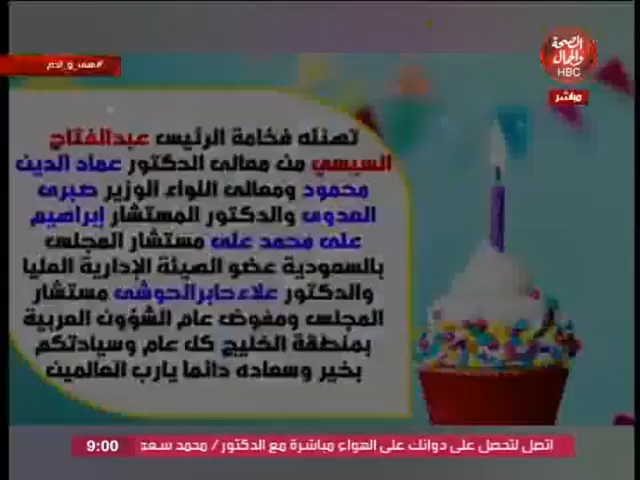 الصحة
والجمال
HBC
مباشر
#هي_و_آدم
تهنئه فخامة الرئيس عبدالفتاح
السيسي من معالى الدكتور عماد الدين
محمود ومعالى اللواء الوزير صبرى
العدوى والدكتور المستشار إبراهيم
على محمد على مستشار المجلس
بالسعودية عضو الهيئة الإدارية العليا
والدكتور علاء جابر الحوشى مستشار
المجلس ومفوض عام الشؤون العربية
بمنطقة الخليج كل عام وسيادتكم
بخير وسعاده دائما يارب العالمين
اتصل لتحصل على دوائك على الهواء مباشرة مع الدكتور / محمد سعد
9:00